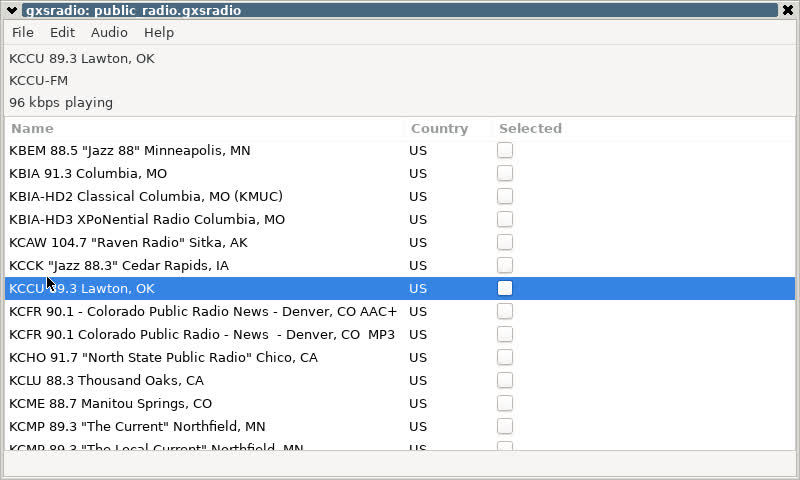 gxsradio: public_radio.gxsradio
File Edit Audio Help
KCCU 89.3 Lawton, OK
KCCU-FM
96 kbps playing
Name Country Selected
KBEM 88.5 "Jazz 88" Minneapolis, MN US
KBIA 91.3 Columbia, MO US
KBIA-HD2 Classical Columbia, MO (KMUC) US
KBIA-HD3 XPoNential Radio Columbia, MO US
KCAW 104.7 "Raven Radio" Sitka, AK US
KCCK "Jazz 88.3" Cedar Rapids, IA US
KCCU 89.3 Lawton, OK US
KCFR 90.1 - Colorado Public Radio News - Denver, CO AAC+ US
KCFR 90.1 Colorado Public Radio - News  - Denver, CO  MP3 US
KCHO 91.7 "North State Public Radio" Chico, CA US
KCLU 88.3 Thousand Oaks, CA US
KCME 88.7 Manitou Springs, CO US
KCMP 89.3 "The Current" Northfield, MN US
KCMP 89.3 "The Local Current" Northfield, MN US